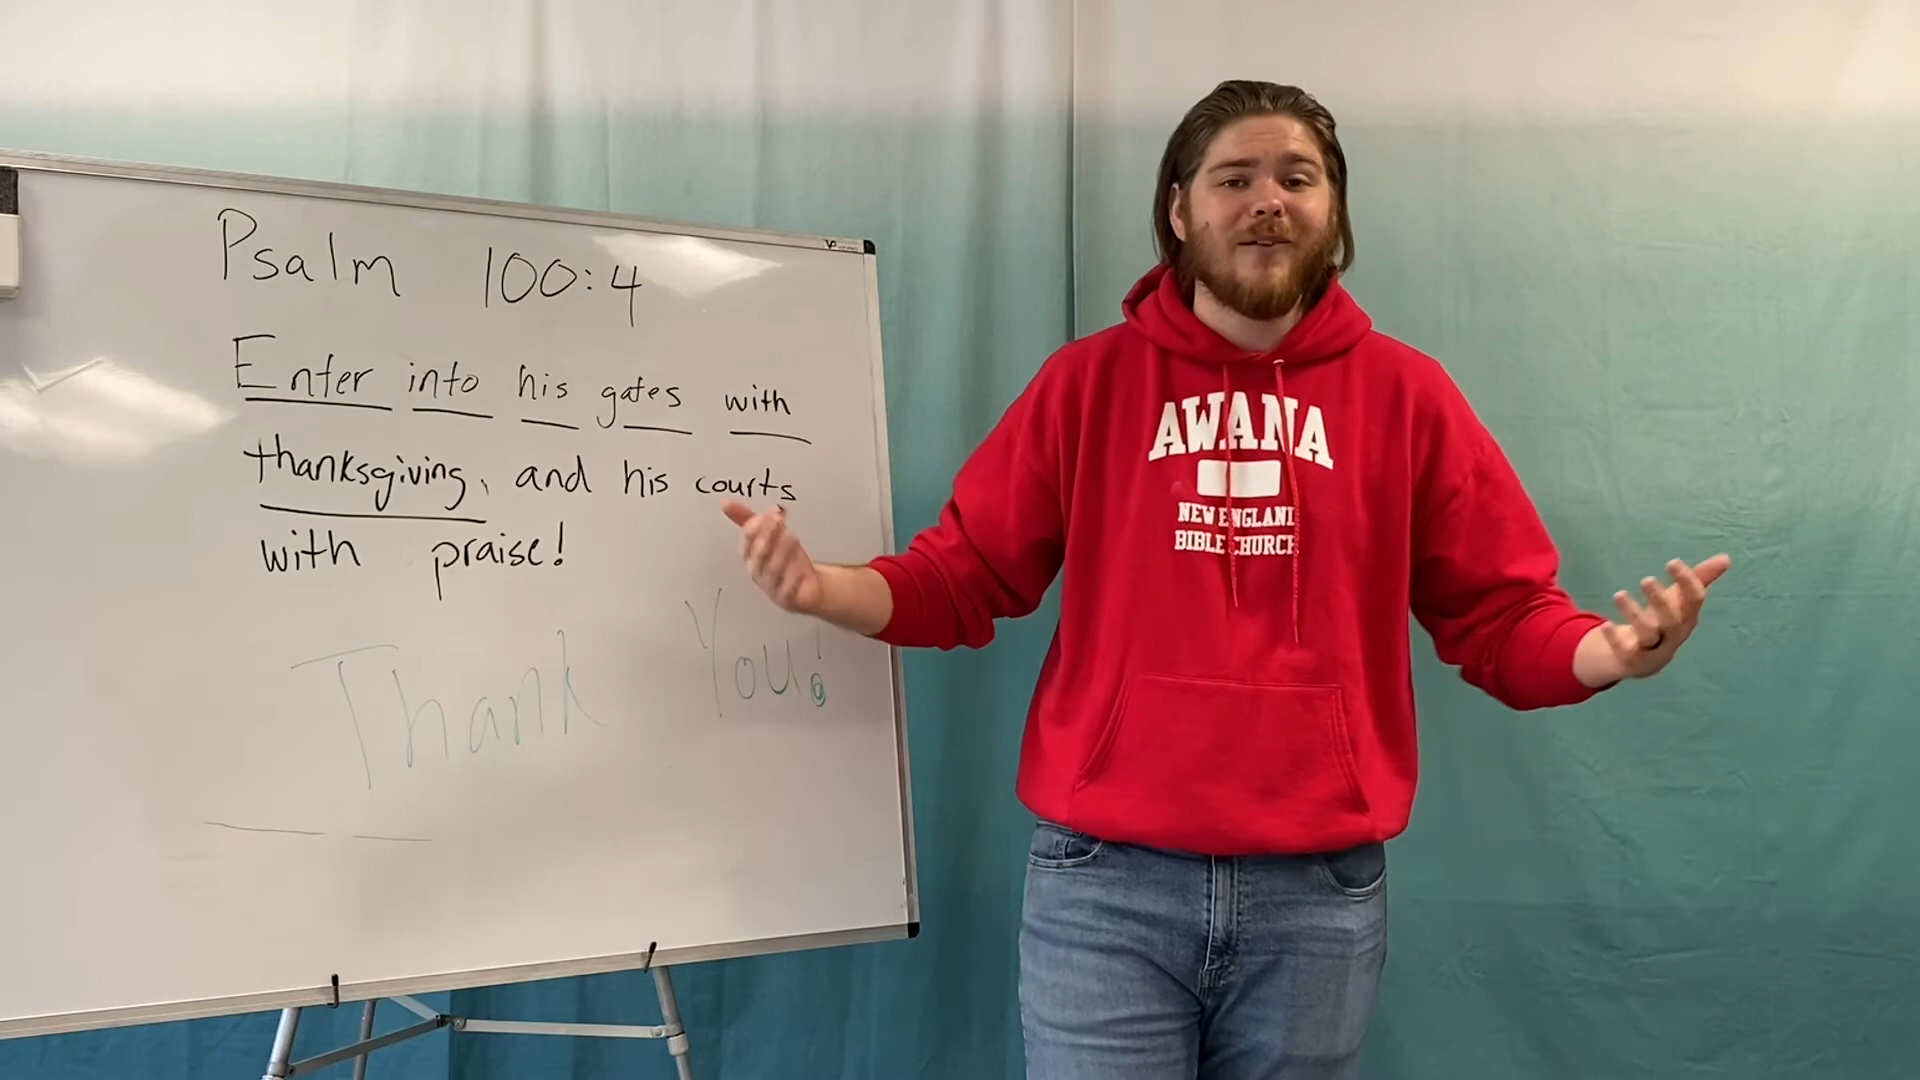 Psalm 100:4
Enter into his gates with
thanksgiving, and his courts
with praise!
Thank You!
AWANA
NEW ENGLAND
BIBLE CHURCH